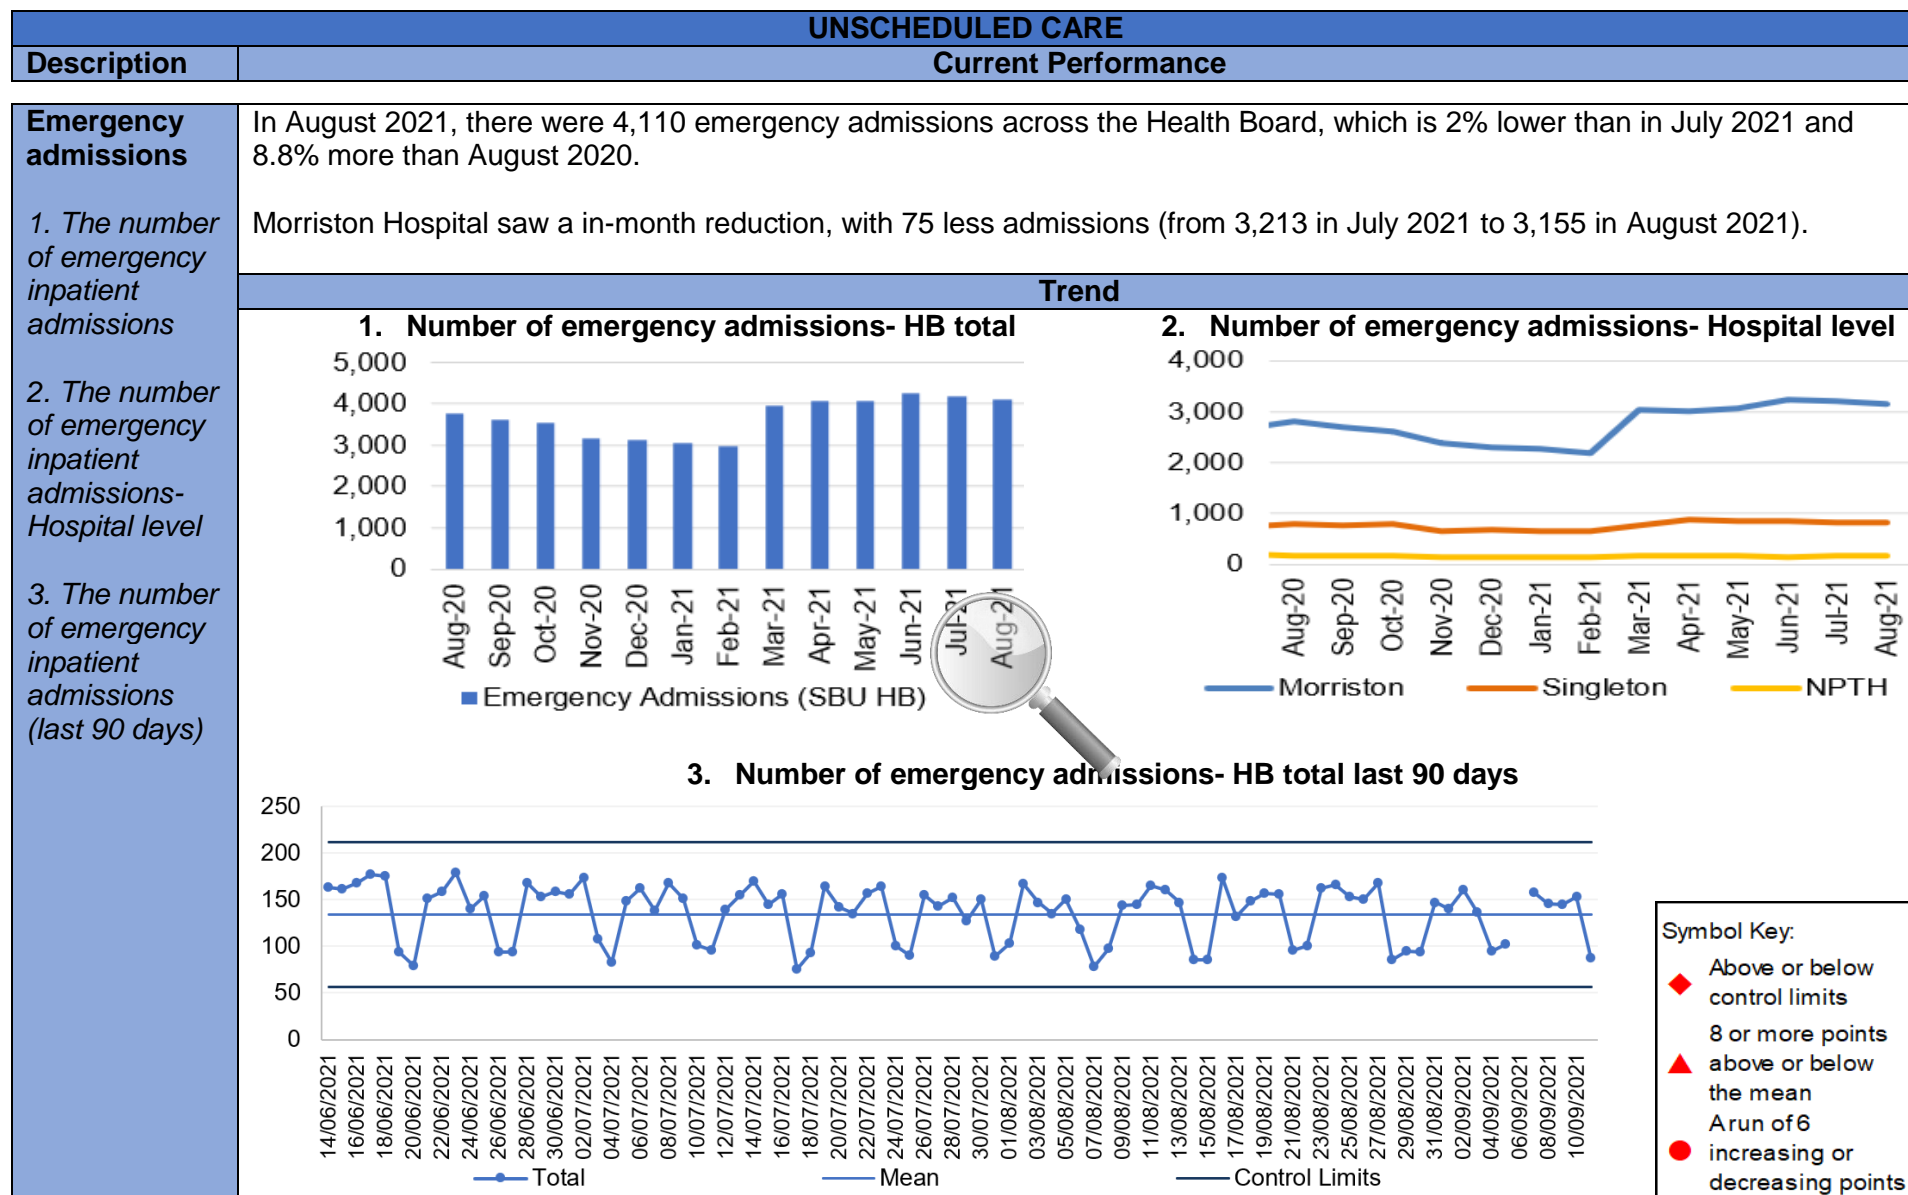 UNSCHEDULED CARE
Description
Current Performance
Emergency
admissions
1. The number
of emergency
inpatient
admissions
2. The number
of emergency
inpatient
admissions-
Hospital level
3. The number
of emergency
inpatient
admissions
(last 90 days)
In August 2021, there were 4,110 emergency admissions across the Health Board, which is 2% lower than in July 2021 and
8.8% more than August 2020.
Morriston Hospital saw a in-month reduction, with 75 less admissions (from 3,213 in July 2021 to 3,155 in August 2021).
Trend
1. Number of emergency admissions- HB total
5,000
4,000
3,000
2,000
1,000
0
Aug-20
Sep-20
Oct-20
Nov-20
Dec-20
Jan-21
Feb-21
Mar-21
Apr-21
May-21
Jun-21
Jul-21
Aug-21
Emergency Admissions (SBU HB)
2. Number of emergency admissions- Hospital level
4,000
3,000
2,000
1,000
0
Aug-20
Sep-20
Oct-20
Nov-20
Dec-20
Jan-21
Feb-21
Mar-21
Apr-21
May-21
Jun-21
Jul-21
Aug-21
Morriston
Singleton
NPTH
3. Number of emergency admissions- HB total last 90 days
250
200
150
100
50
0
14/06/2021
16/06/2021
18/06/2021
20/06/2021
22/06/2021
24/06/2021
26/06/2021
28/06/2021
30/06/2021
02/07/2021
04/07/2021
06/07/2021
08/07/2021
10/07/2021
12/07/2021
14/07/2021
16/07/2021
18/07/2021
20/07/2021
22/07/2021
24/07/2021
26/07/2021
28/07/2021
30/07/2021
01/08/2021
03/08/2021
05/08/2021
07/08/2021
09/08/2021
11/08/2021
13/08/2021
15/08/2021
17/08/2021
19/08/2021
21/08/2021
23/08/2021
25/08/2021
27/08/2021
29/08/2021
31/08/2021
02/09/2021
04/09/2021
06/09/2021
08/09/2021
10/09/2021
Total
Mean
Control Limits
Symbol Key:
Above or below
control limits
8 or more points
above or below
the mean
A run of 6
increasing or
decreasing points